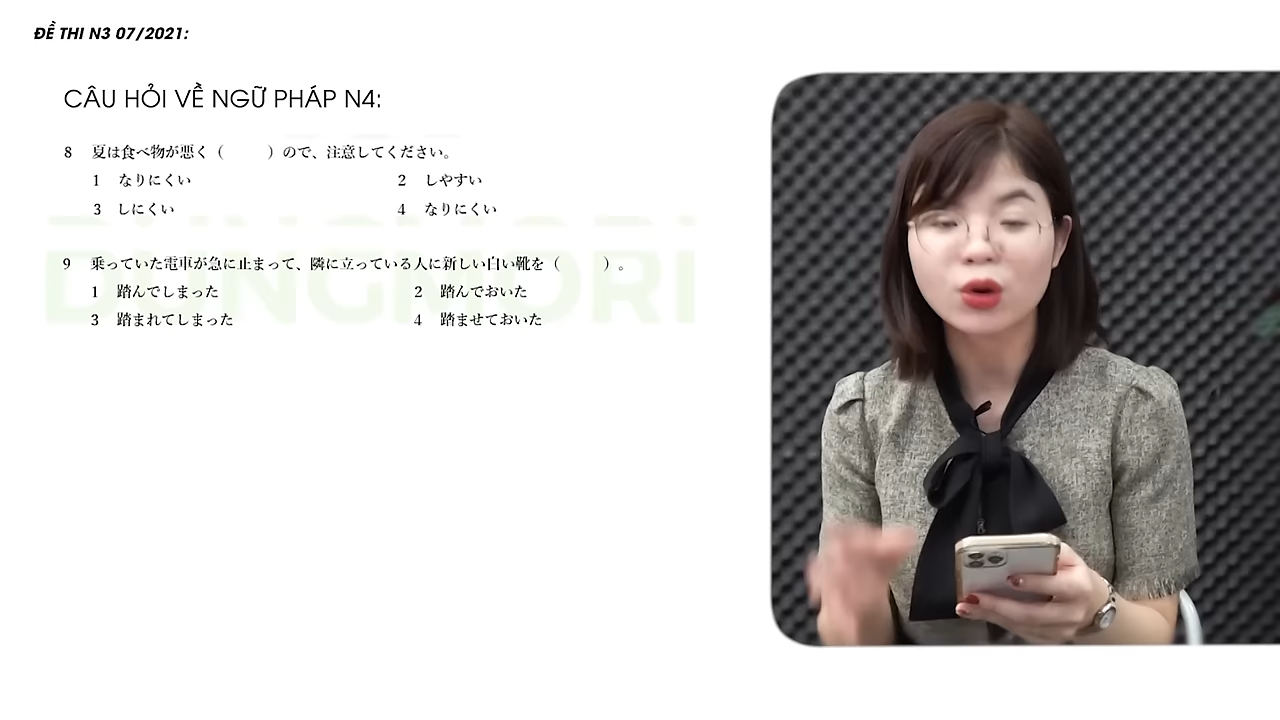 ĐỀ THI N3 07/2021:
CÂU HỎI VỀ NGỮ PHÁP N4:
8 夏は食べ物が悪く（ ）ので、注意してください。
1 なりにくい 2 しやすい
3 しにくい 4 なりにくい
9 乗っていた電車が急に止まって、隣に立っている人に新しい白い靴を（ ）。
1 踏んでしまった 2 踏んでおいた
3 踏まれてしまった 4 踏ませておいた
DUNGMORI